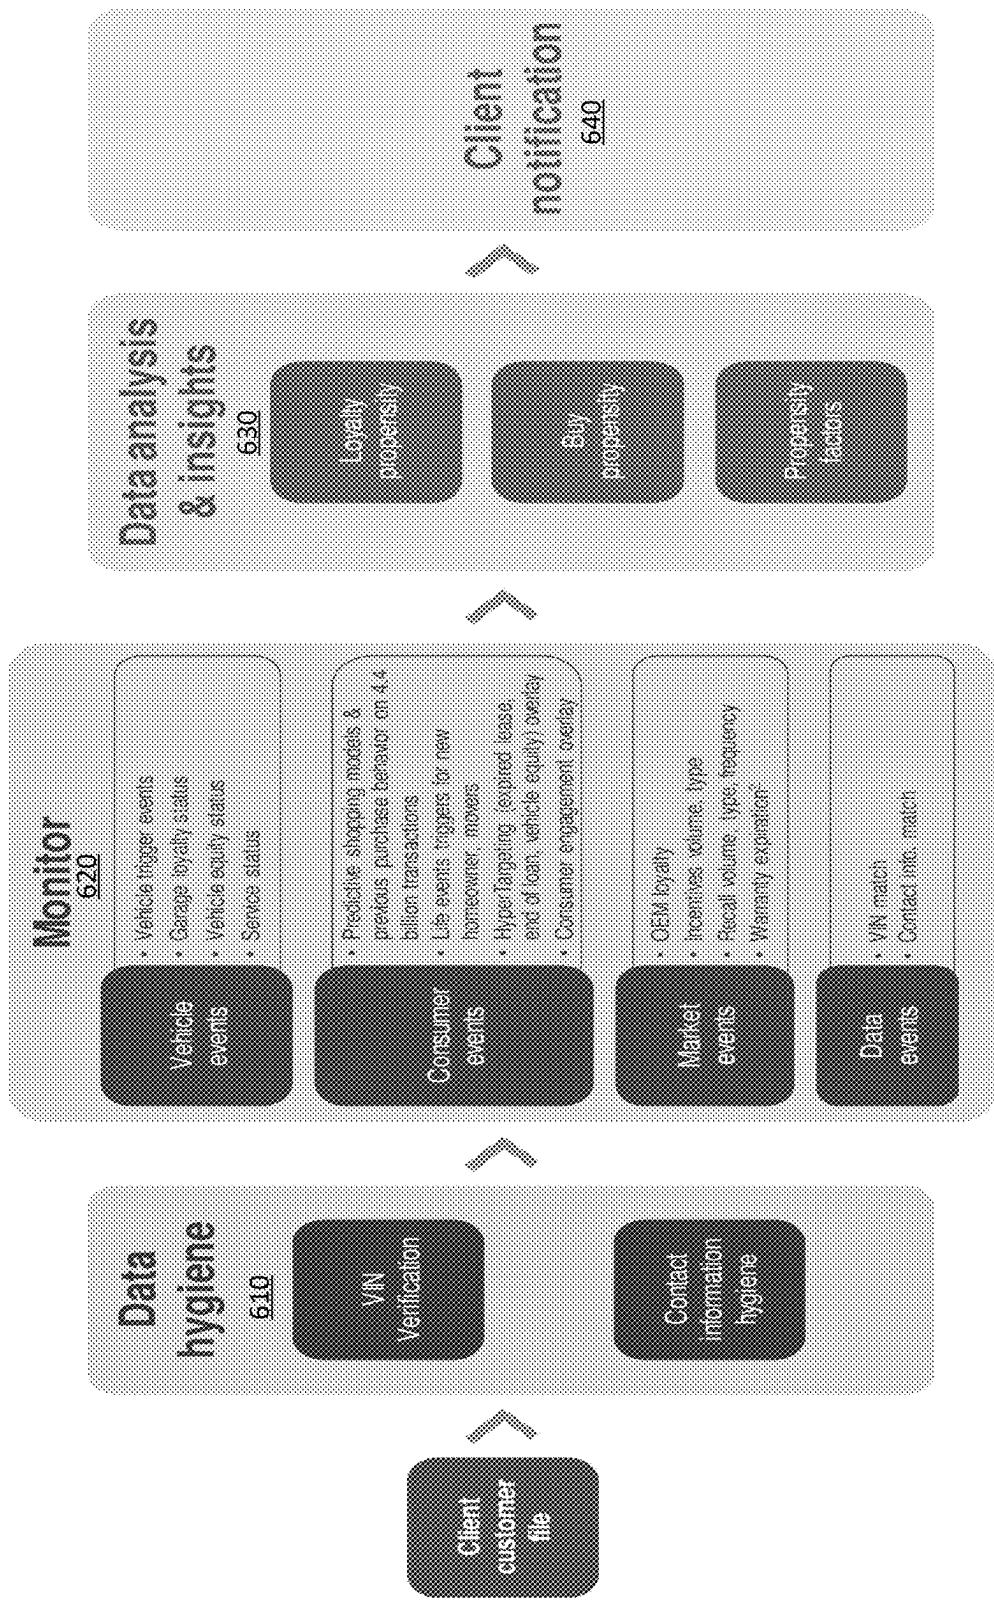 Client
customer
file
Data
hygiene
610
VIN
Verification
Contact
information
hygiene
Monitor
620
Vehicle
events
• Vehicle trigger events
• Garage loyalty status
• Vehicle equity status
• Service status
Consumer
events
• Predictive shopping models &
previous purchase behavior on 4.4
billion transactions
• Life events triggers for new
homeowner movers
• HyperTargeting (expired lease,
end of loan, vehicle equity) overlay
• Consumer engagement overlay
Market
events
• OEM loyalty
• Incentives volume, type
• Recall volume, type, frequency
• Warranty expiration²
Data
events
• VIN match
• Contact info. match
Data analysis
& insights
630
Loyalty
propensity
Buy
propensity
Propensity
factors
Client
notification
640